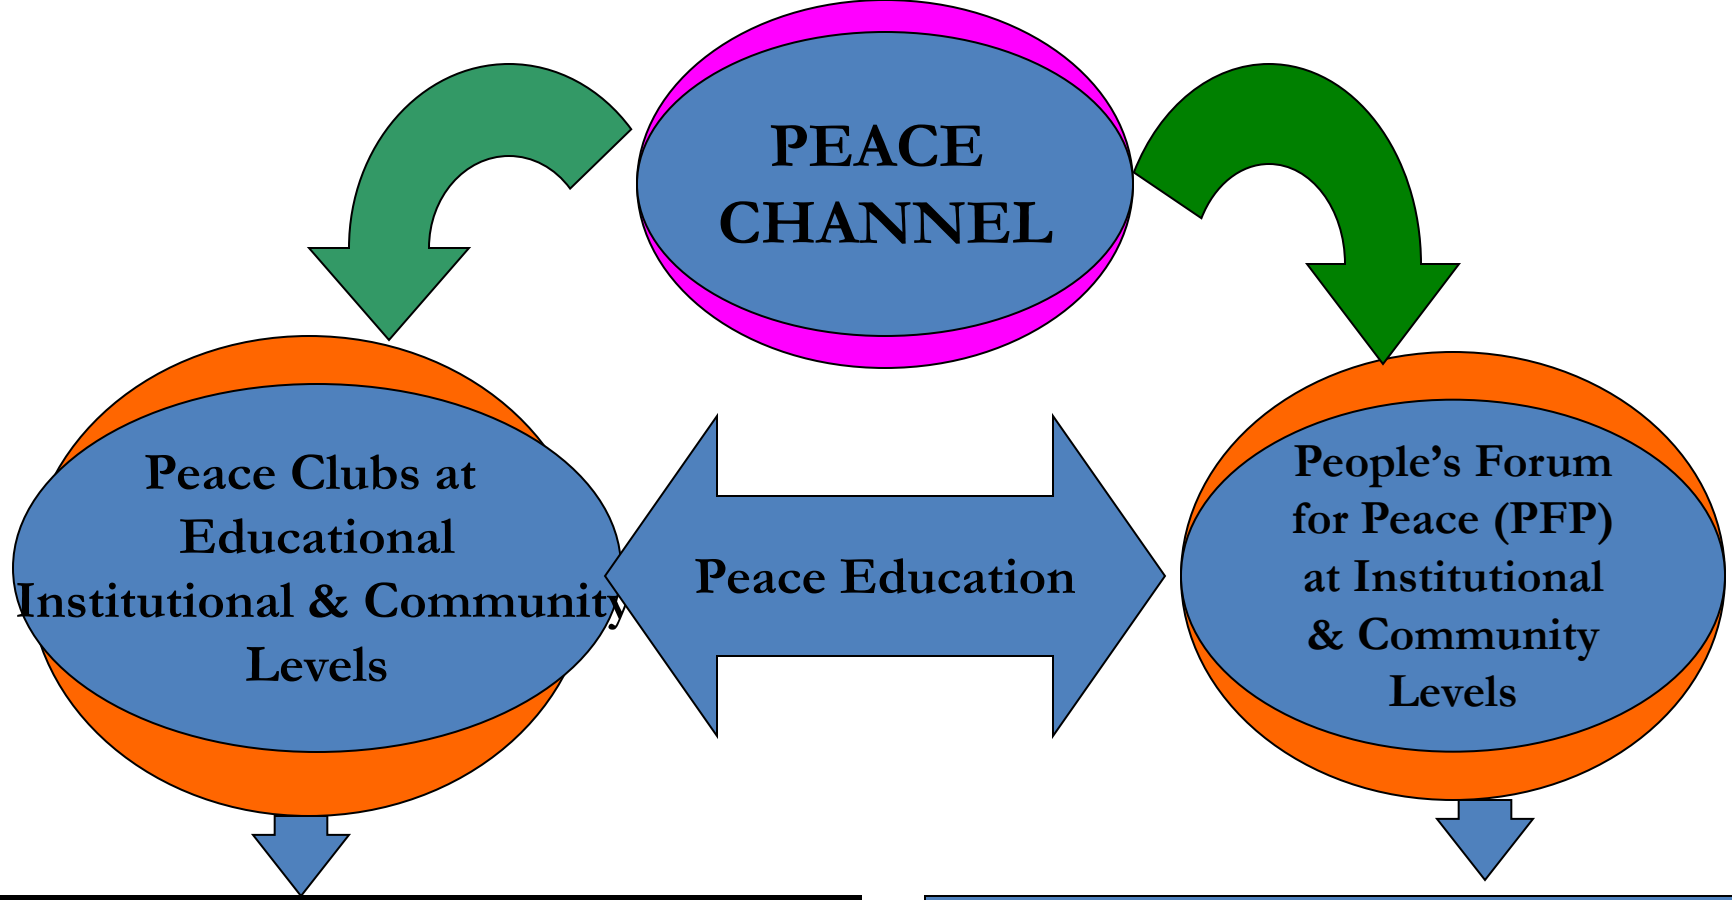 PEACE
CHANNEL
Peace Clubs at
Educational
Institutional & Community
Levels
Peace Education
People’s Forum
for Peace (PFP)
at Institutional
& Community
Levels